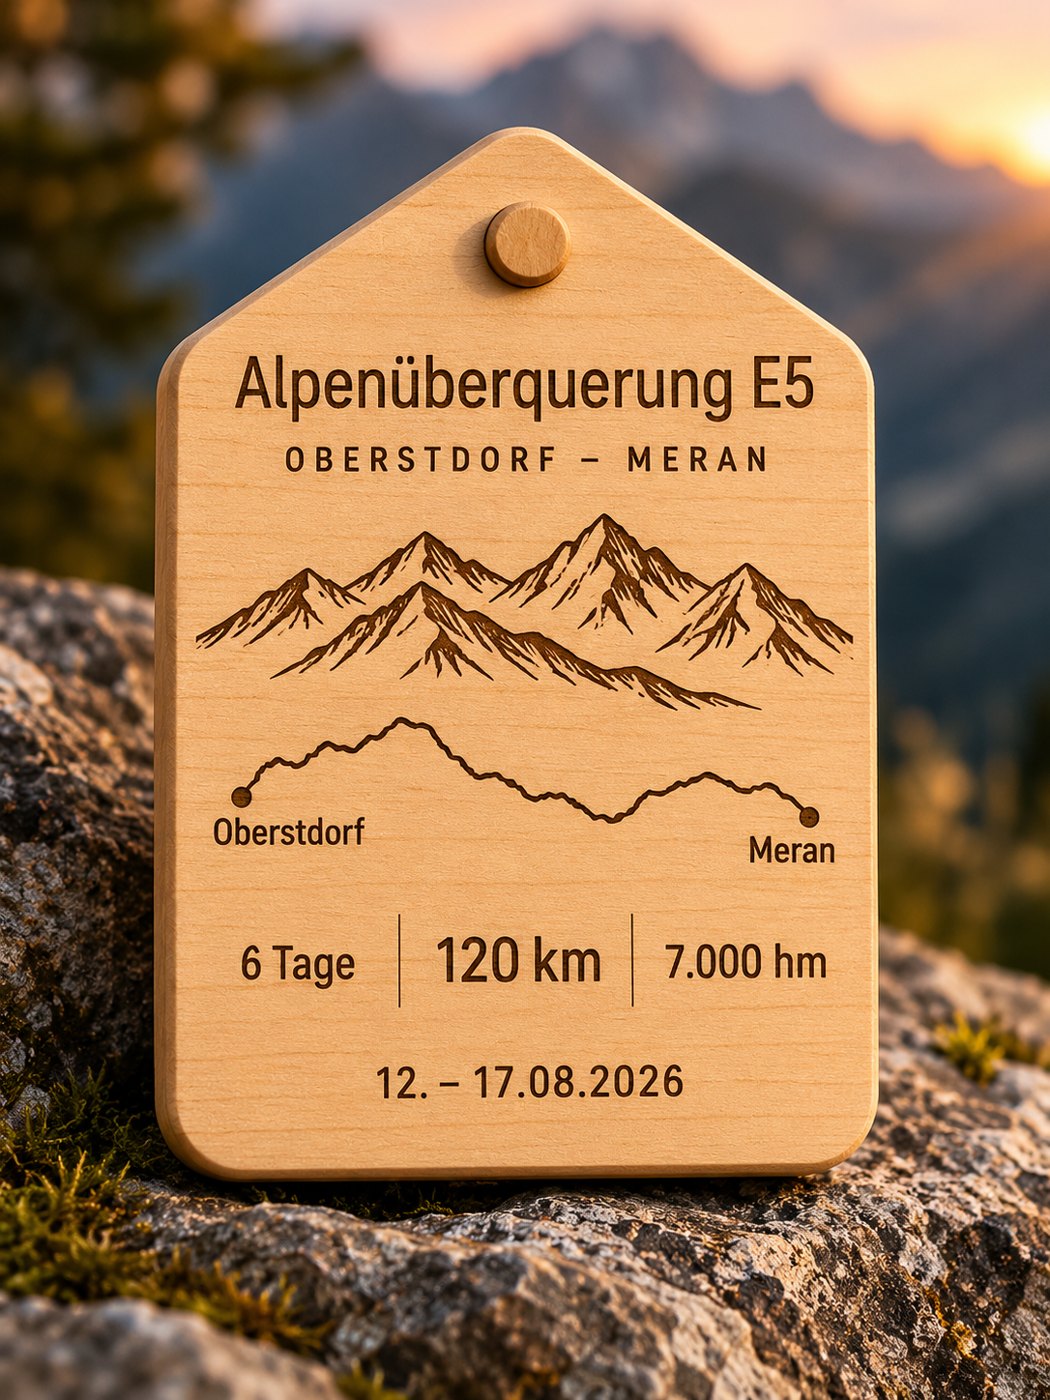 Alpenüberquerung E5
OBERSTDORF – MERAN
Oberstdorf
Meran
6 Tage
120 km
7.000 hm
12. – 17.08.2026